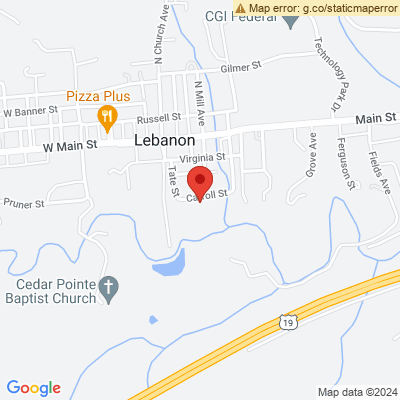 Map error: g.co/staticmaperror
CGI Federal
N Church Ave
Gilmer St
Technology Park Dr
W Banner St
Pizza Plus
N Mill Ave
Russell St
Main St
W Main St
Lebanon
Virginia St
Grove Ave
Ferguson St
Fields Ave
Tate St
Carroll St
Pruner St
Cedar Pointe
Baptist Church
19
Google
Map data ©2024